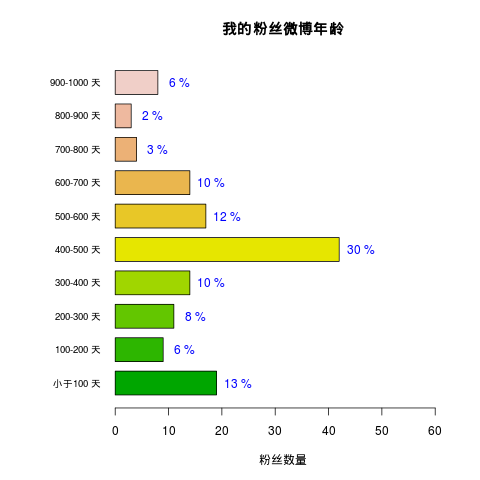 我的粉丝微博年龄
900-1000 天 6 %
800-900 天 2 %
700-800 天 3 %
600-700 天 10 %
500-600 天 12 %
400-500 天 30 %
300-400 天 10 %
200-300 天 8 %
100-200 天 6 %
小于100 天 13 %
0 10 20 30 40 50 60
粉丝数量